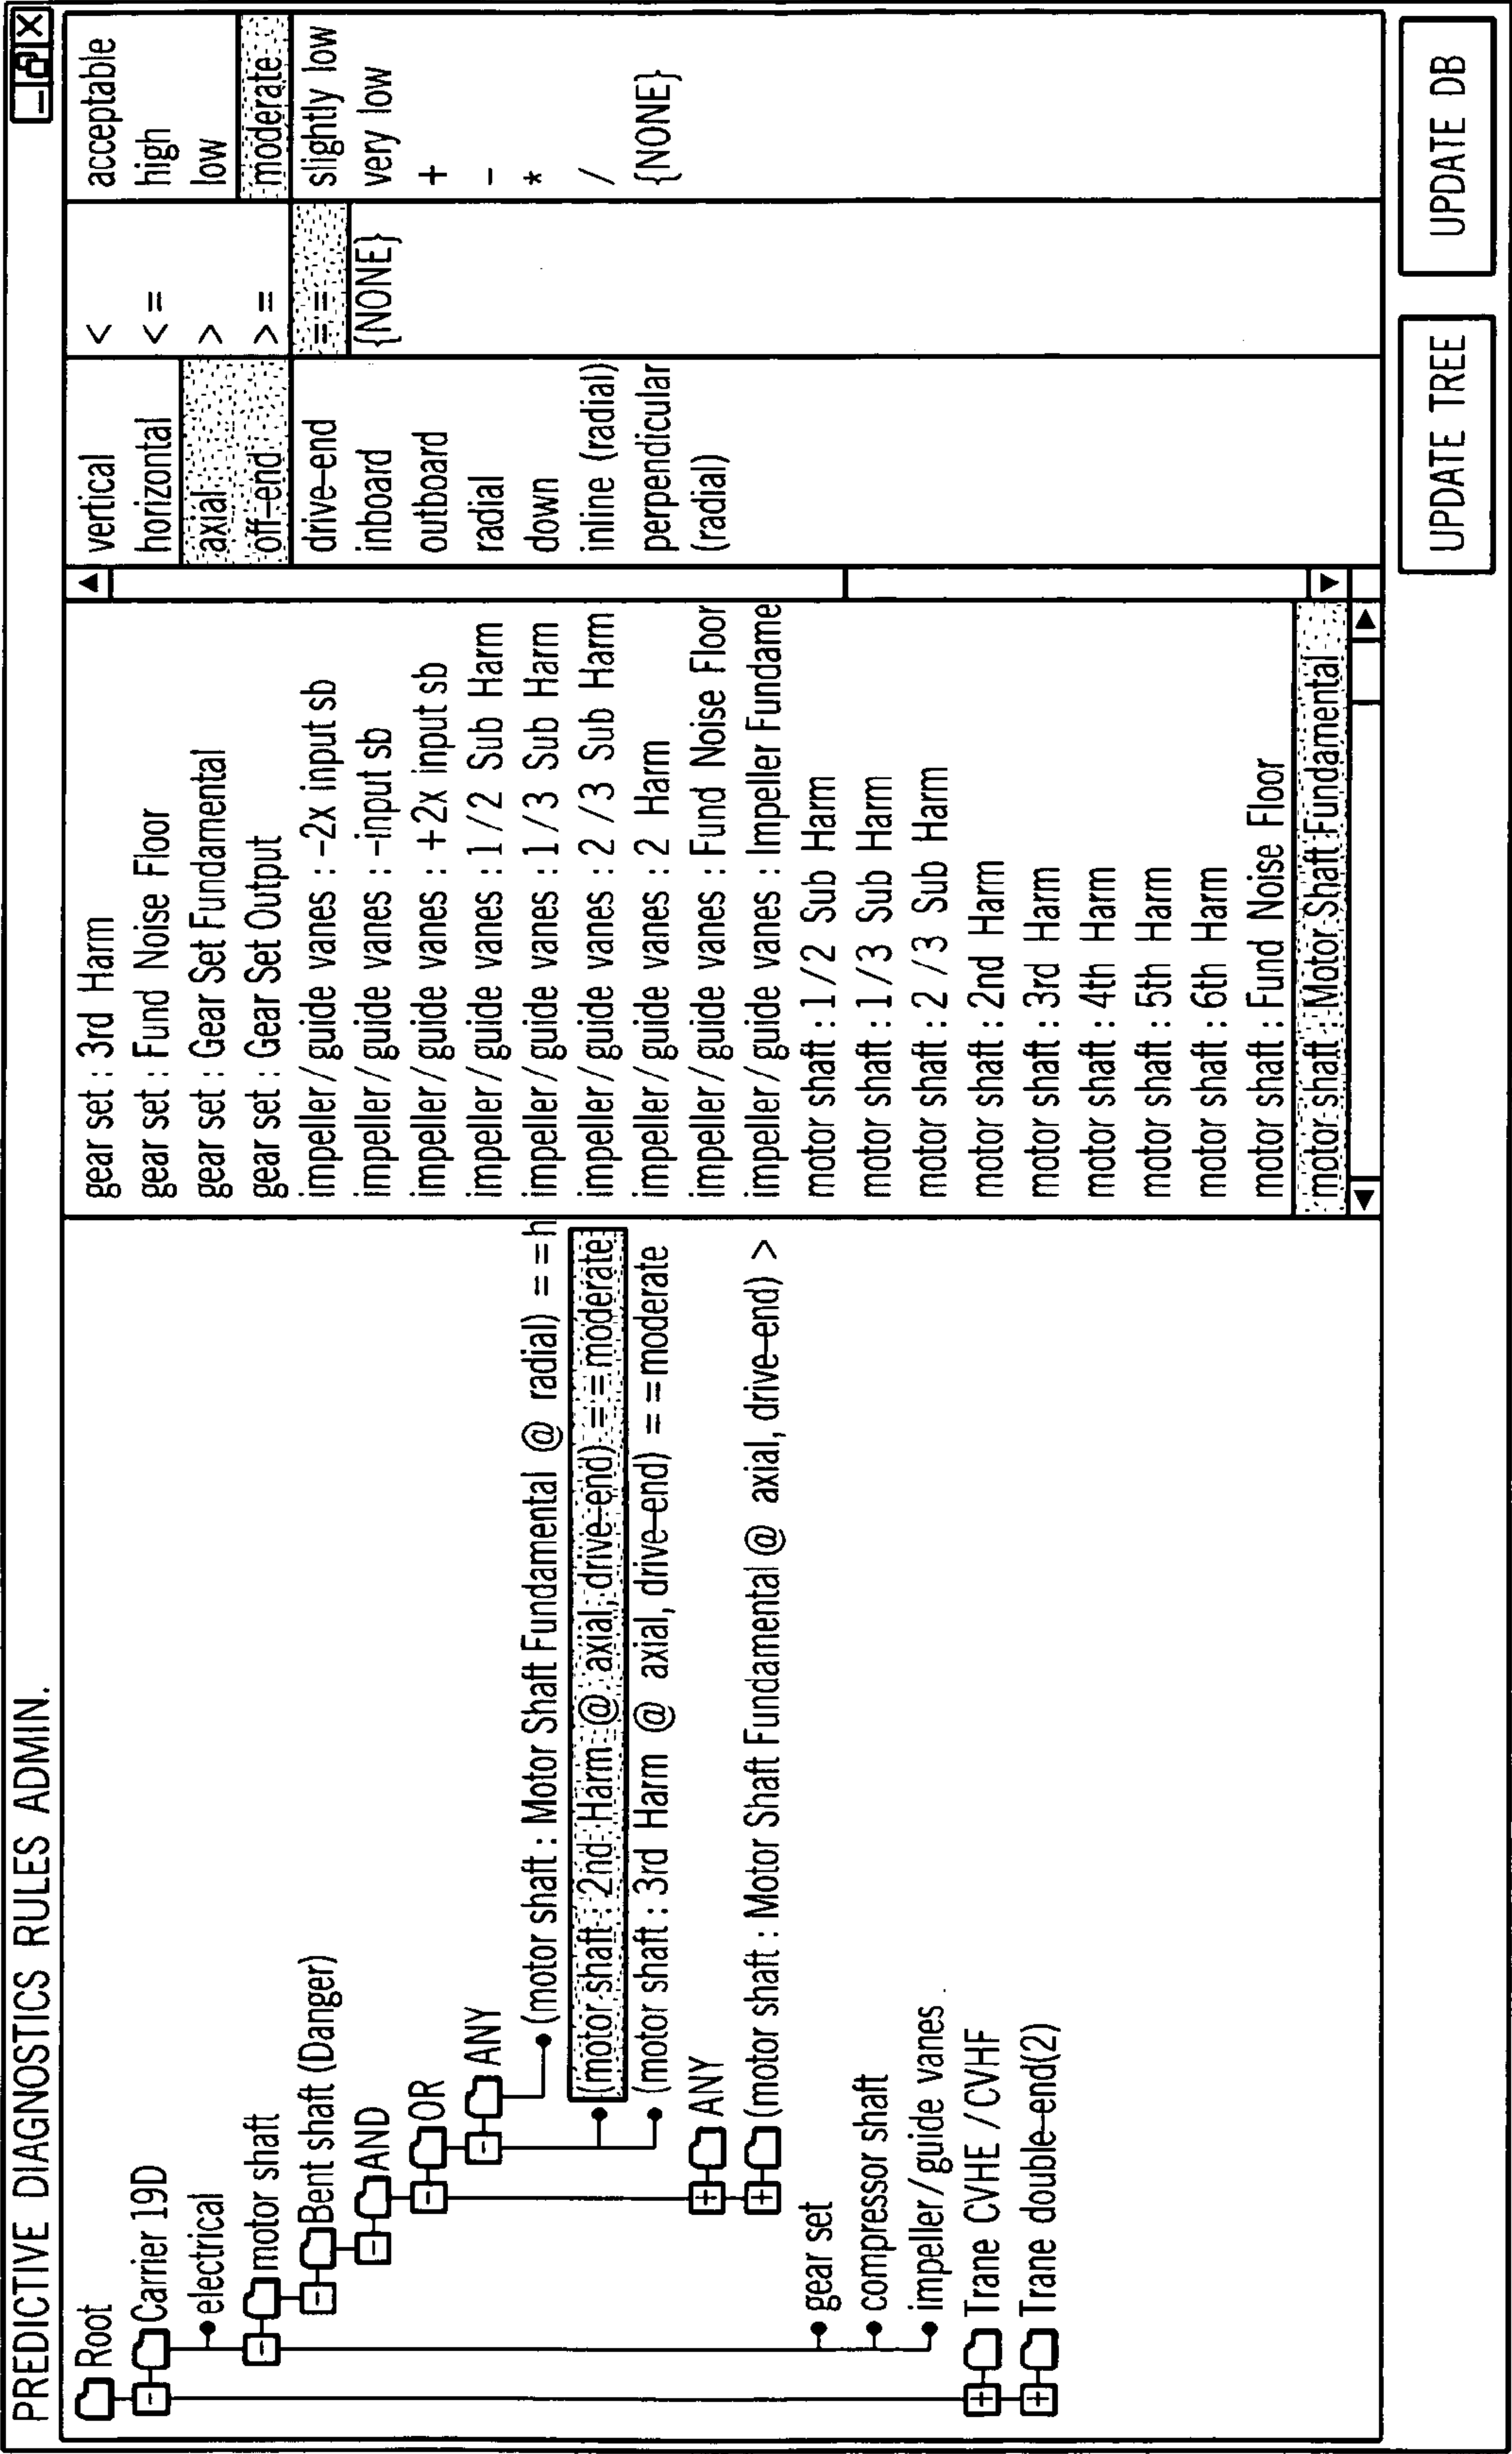 PREDICTIVE DIAGNOSTICS RULES ADMIN.
Root
Carrier 19D
electrical
motor shaft
Bent shaft (Danger)
AND
OR
ANY
(motor shaft : Motor Shaft Fundamental @ radial) ==h
(motor shaft : 2nd Harm @ axial, drive-end) ==moderate
(motor shaft : 3rd Harm @ axial, drive-end) ==moderate
ANY
(motor shaft : Motor Shaft Fundamental @ axial, drive-end) >
gear set
compressor shaft
impeller/guide vanes
Trane CVHE /CVHF
Trane double-end(2)
gear set : 3rd Harm
gear set : Fund Noise Floor
gear set : Gear Set Fundamental
gear set : Gear Set Output
impeller/guide vanes : -2x input sb
impeller/guide vanes : -input sb
impeller/guide vanes : +2x input sb
impeller/guide vanes : 1/2 Sub Harm
impeller/guide vanes : 1/3 Sub Harm
impeller/guide vanes : 2/3 Sub Harm
impeller/guide vanes : 2 Harm
impeller/guide vanes : Fund Noise Floor
impeller/guide vanes : Impeller Fundame
motor shaft : 1/2 Sub Harm
motor shaft : 1/3 Sub Harm
motor shaft : 2/3 Sub Harm
motor shaft : 2nd Harm
motor shaft : 3rd Harm
motor shaft : 4th Harm
motor shaft : 5th Harm
motor shaft : 6th Harm
motor shaft : Fund Noise Floor
motor shaft : Motor Shaft Fundamental
vertical
horizontal
axial
off-end
drive-end
inboard
outboard
radial
down
inline (radial)
perpendicular
(radial)
<
<=
>
>=
==
{NONE}
acceptable
high
low
moderate
slightly low
very low
+
-
*
/
{NONE}
UPDATE TREE
UPDATE DB